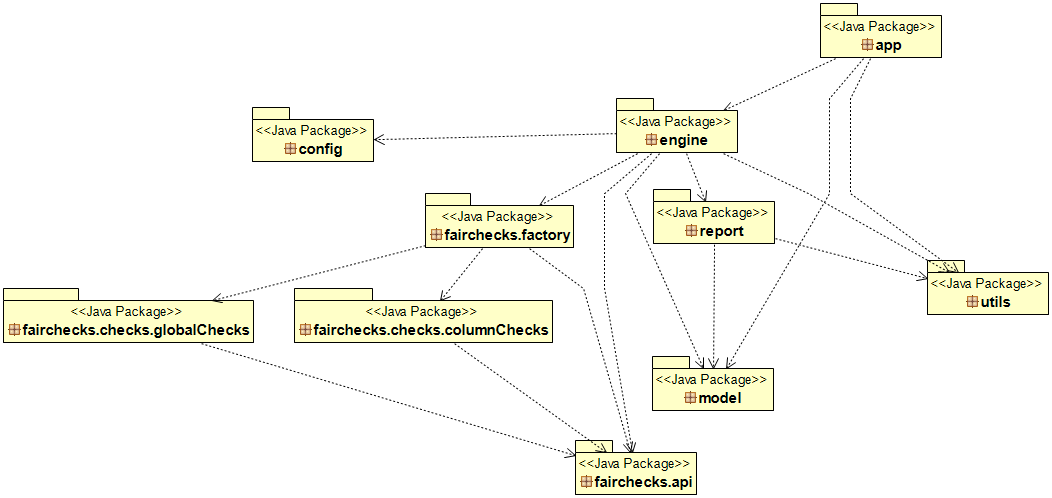 <<Java Package>>
app
<<Java Package>>
config
<<Java Package>>
engine
<<Java Package>>
fairchecks.factory
<<Java Package>>
report
<<Java Package>>
utils
<<Java Package>>
fairchecks.checks.globalChecks
<<Java Package>>
fairchecks.checks.columnChecks
<<Java Package>>
model
<<Java Package>>
fairchecks.api